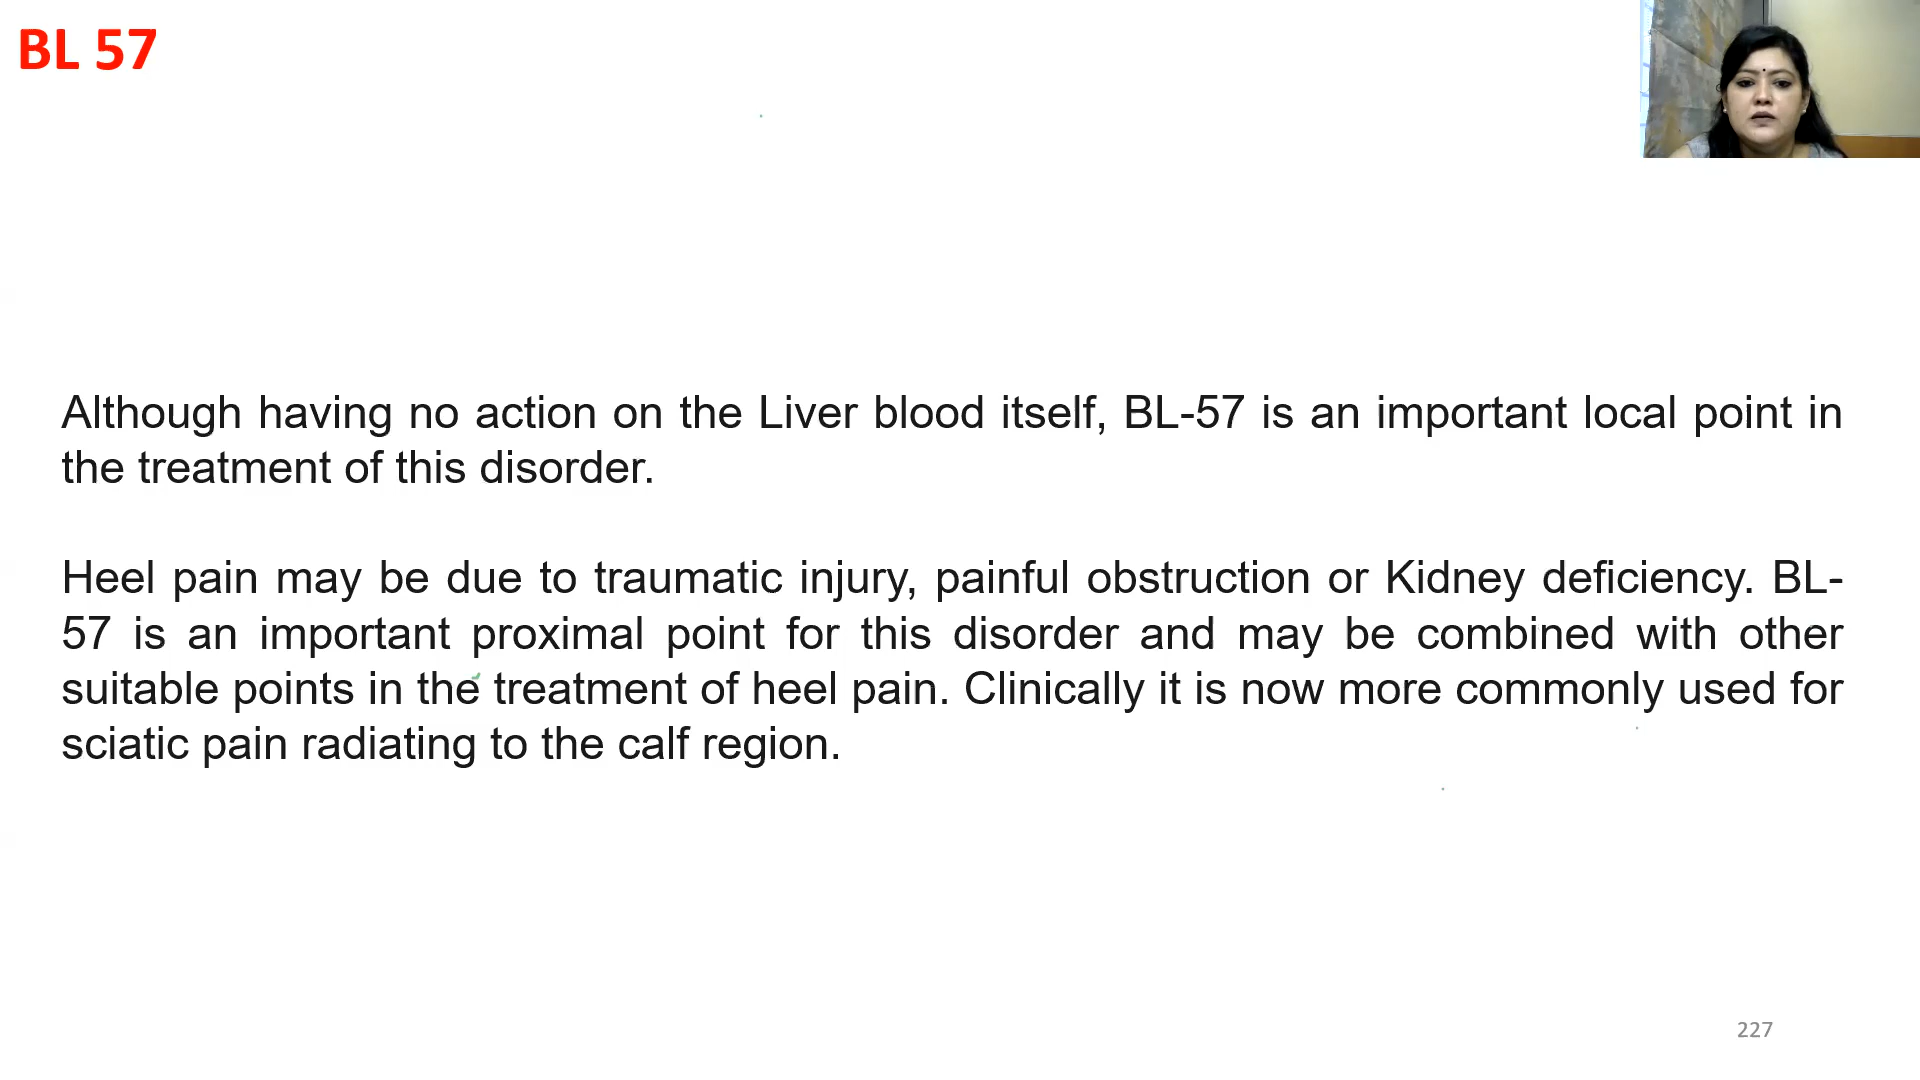 BL 57
Although having no action on the Liver blood itself, BL-57 is an important local point in
the treatment of this disorder.
Heel pain may be due to traumatic injury, painful obstruction or Kidney deficiency. BL-
57 is an important proximal point for this disorder and may be combined with other
suitable points in the treatment of heel pain. Clinically it is now more commonly used for
sciatic pain radiating to the calf region.
227